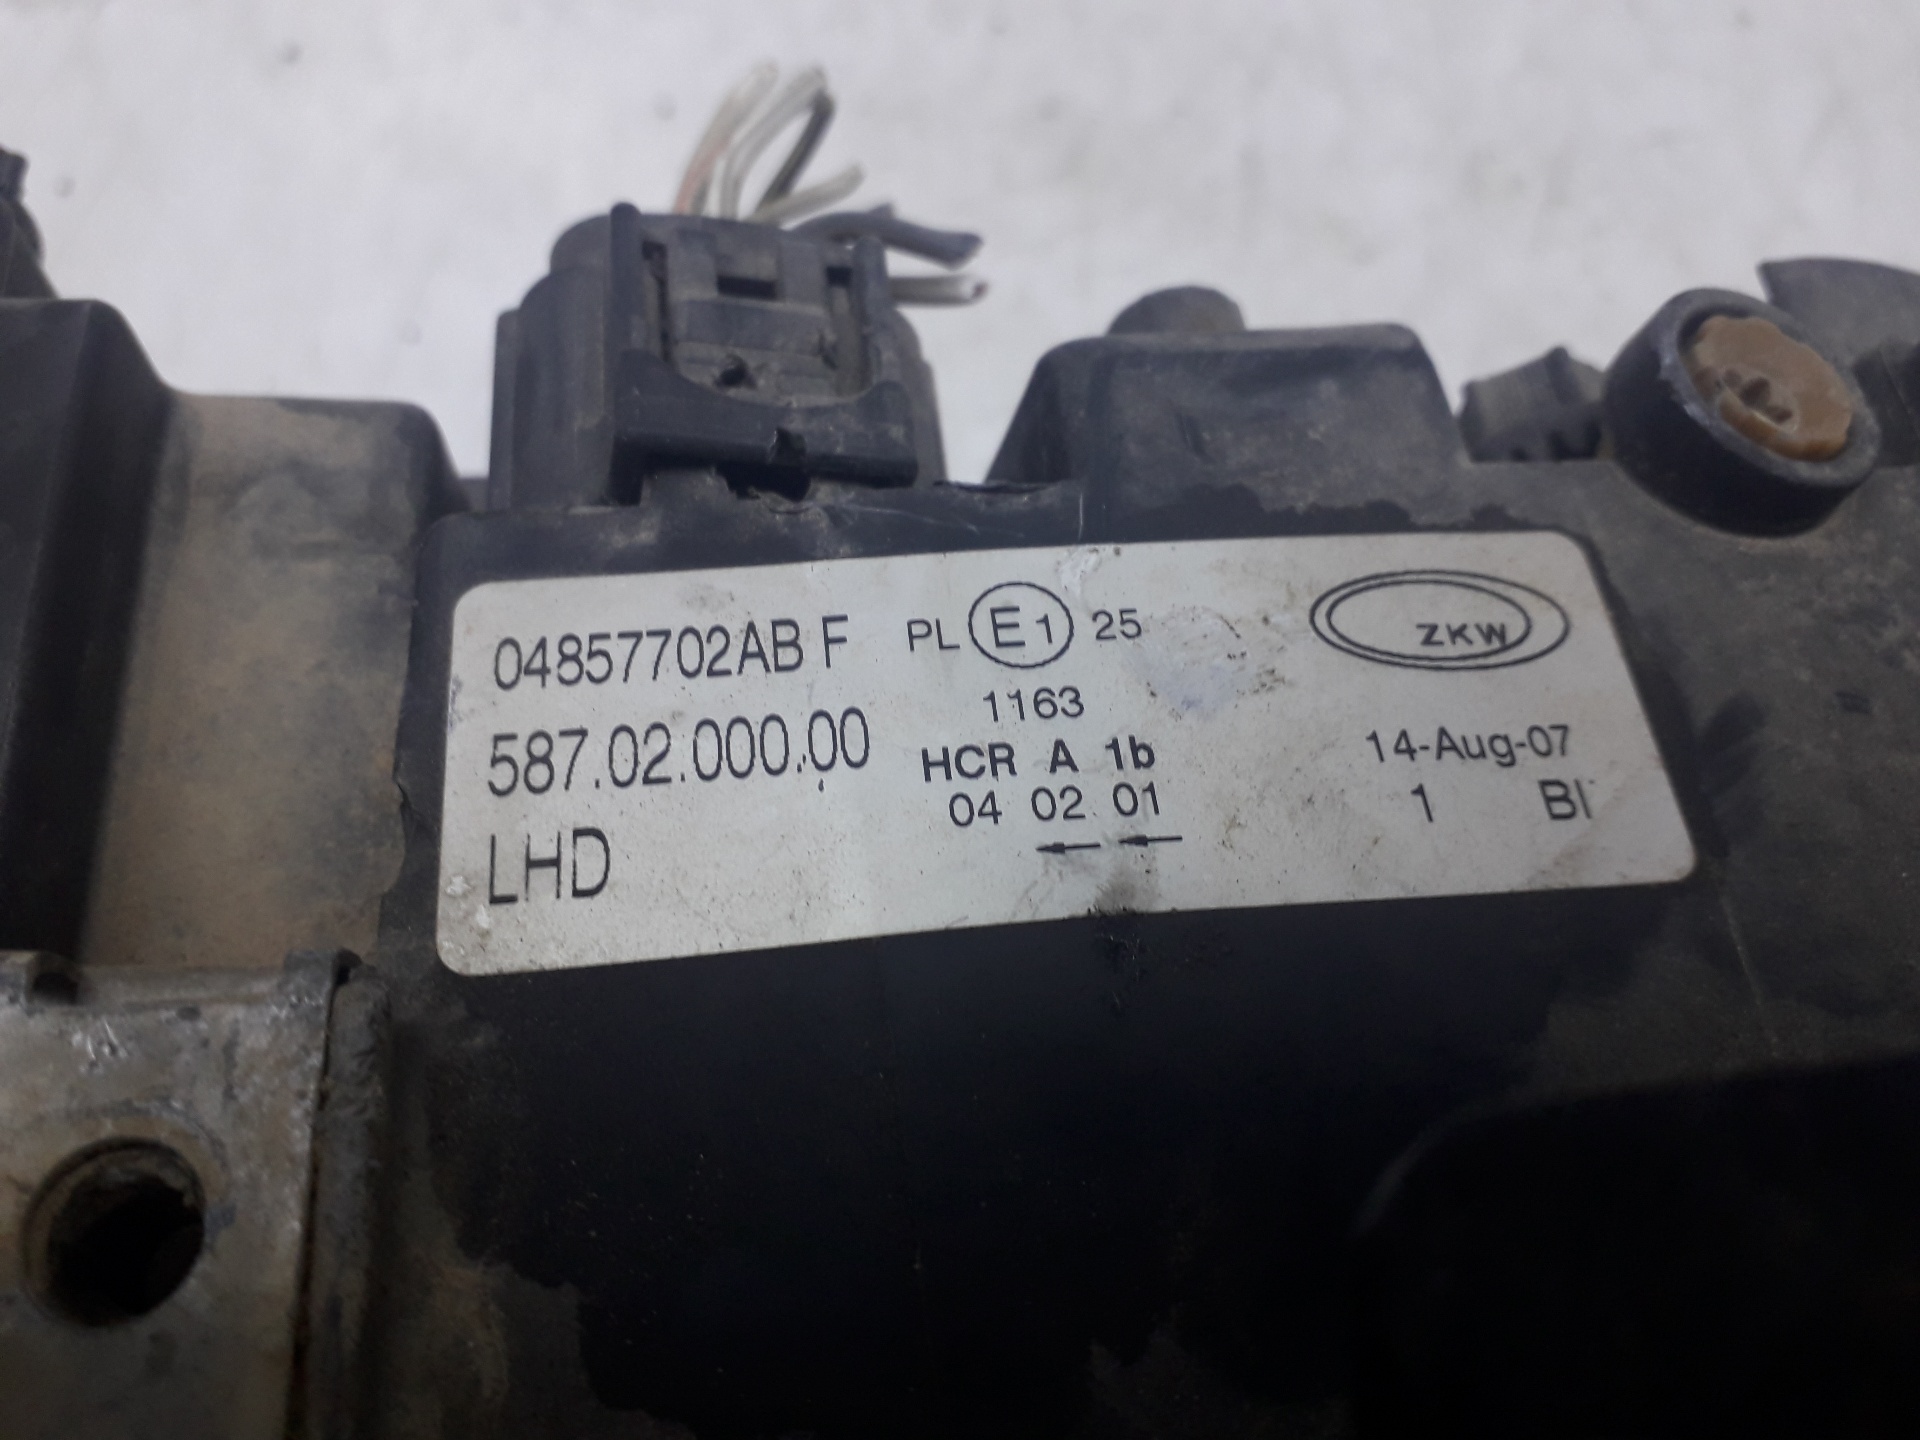 04857702AB F
587.02.000.00
LHD
PL E1 25
1163
HCR A 1b
04 02 01
← ←
ZKW
14-Aug-07
1 BI